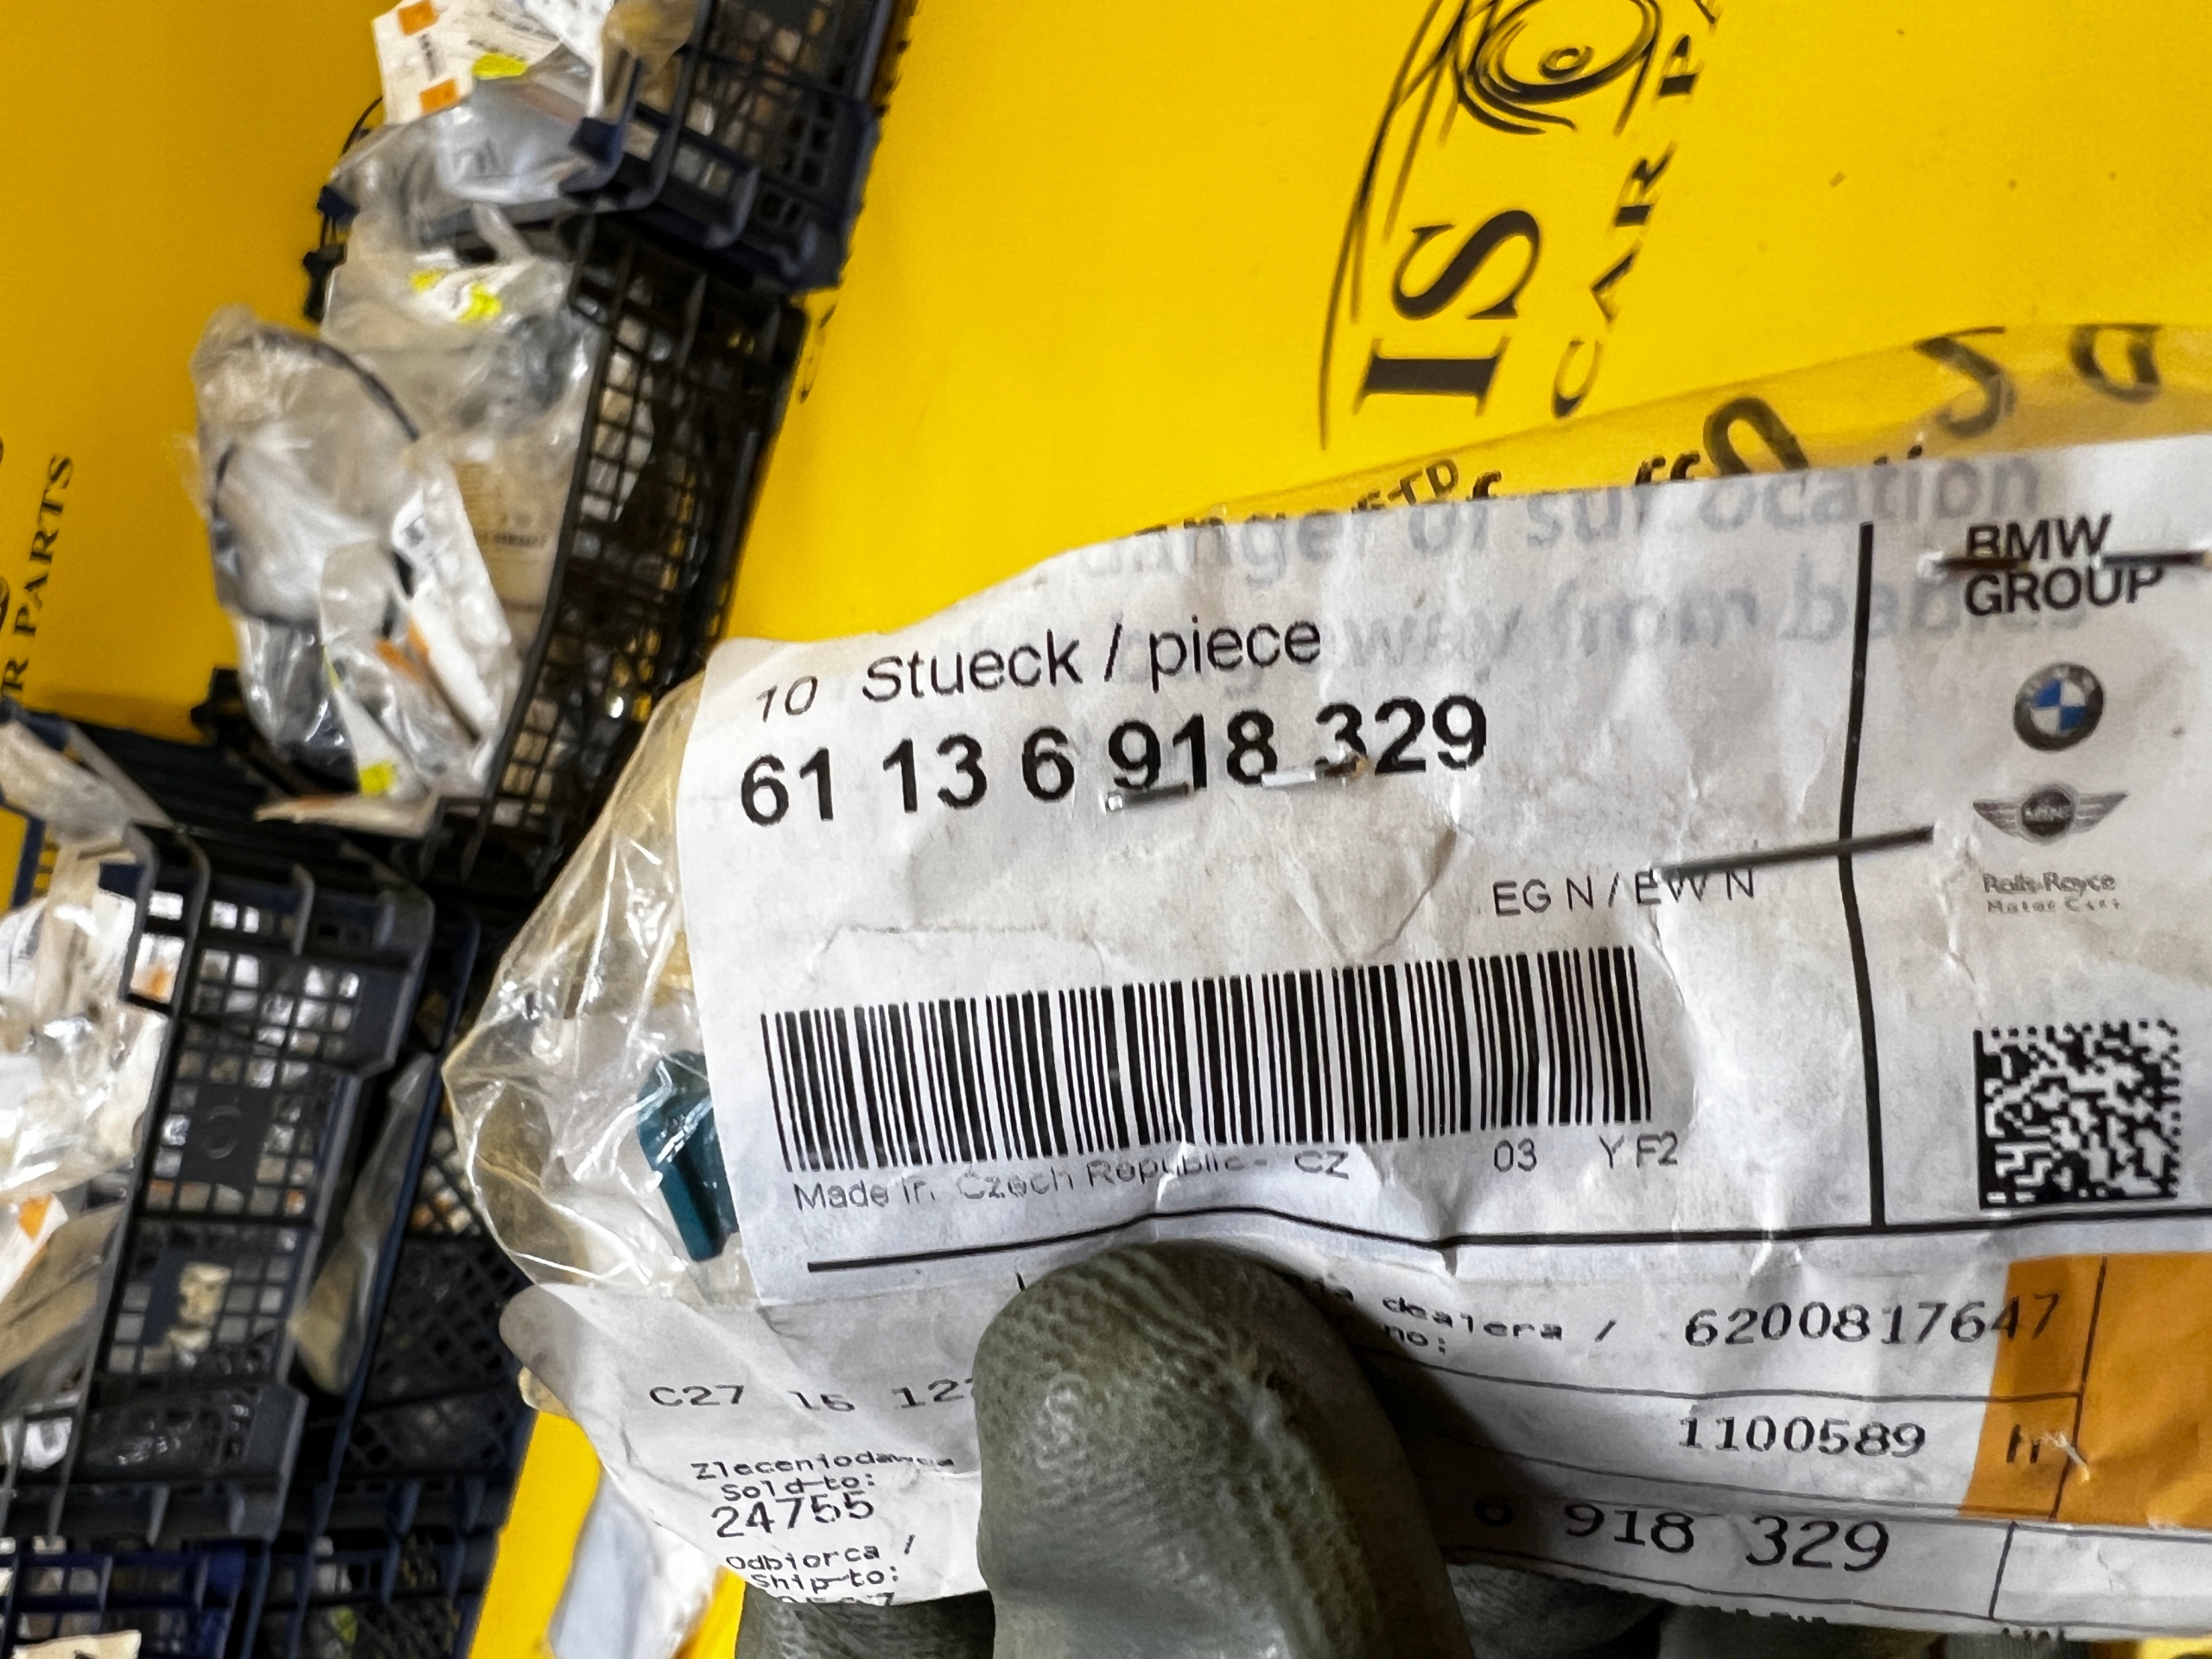 IS
CAR
R PARTS
danger of suffocation
away from babies
BMW
GROUP
10 Stueck / piece
61 13 6 918 329
EG N / EW N
Rolls-Royce
Motor Cars
Made in Czech Republic - CZ
03 Y F2
dealera / 6200817647
no:
C27 16 12
1100589
Zleceniodawca
Sold-to:
24755
918 329
Odbiorca /
Ship-to: